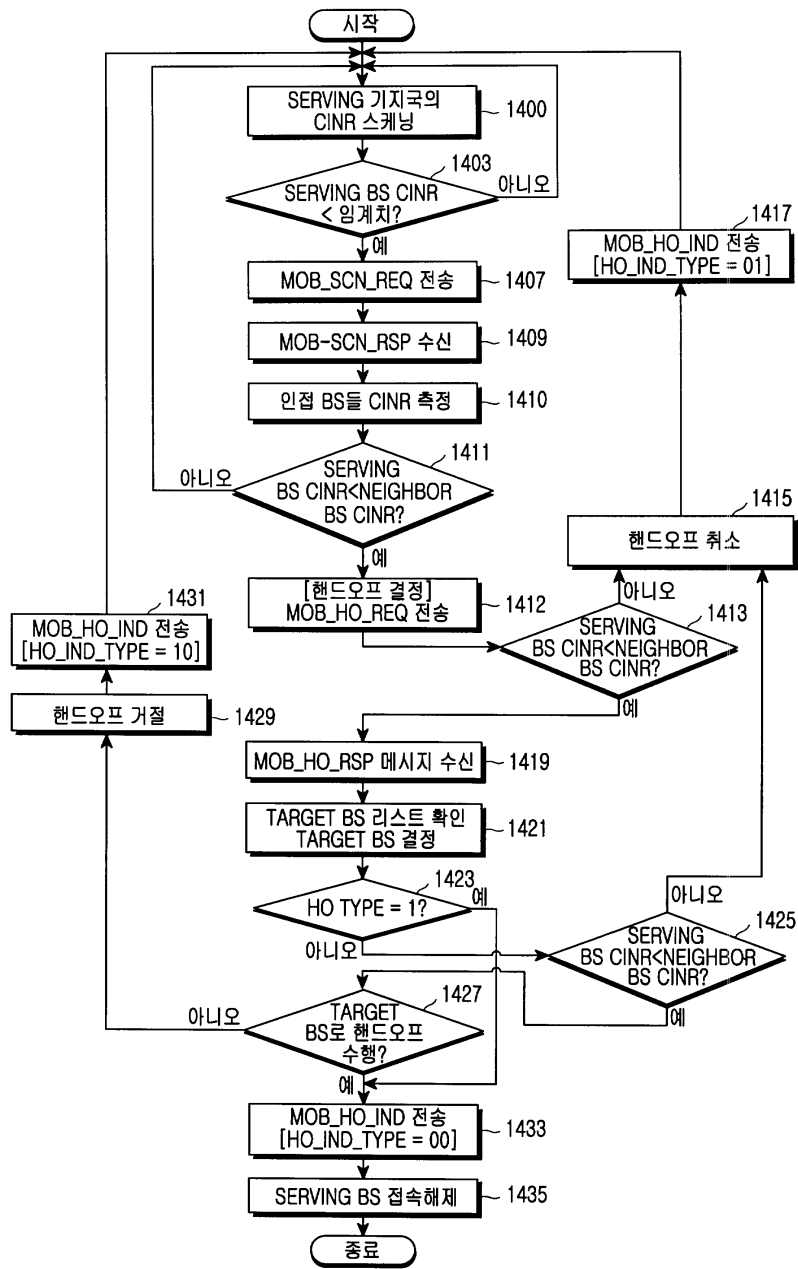 시작
SERVING 기지국의
CINR 스케닝
1400
1403
SERVING BS CINR
< 임계치?
아니오
예
MOB_SCN_REQ 전송
1407
MOB-SCN_RSP 수신
1409
인접 BS들 CINR 측정
1410
1411
SERVING
BS CINR<NEIGHBOR
BS CINR?
아니오
예
[핸드오프 결정]
MOB_HO_REQ 전송
1412
1413
SERVING
BS CINR<NEIGHBOR
BS CINR?
아니오
예
1415
핸드오프 취소
1417
MOB_HO_IND 전송
[HO_IND_TYPE = 01]
MOB_HO_RSP 메시지 수신
1419
TARGET BS 리스트 확인
TARGET BS 결정
1421
1423
HO TYPE = 1?
예
아니오
1425
SERVING
BS CINR<NEIGHBOR
BS CINR?
아니오
예
1427
TARGET
BS로 핸드오프
수행?
아니오
예
핸드오프 거절
1429
1431
MOB_HO_IND 전송
[HO_IND_TYPE = 10]
MOB_HO_IND 전송
[HO_IND_TYPE = 00]
1433
SERVING BS 접속해제
1435
종료